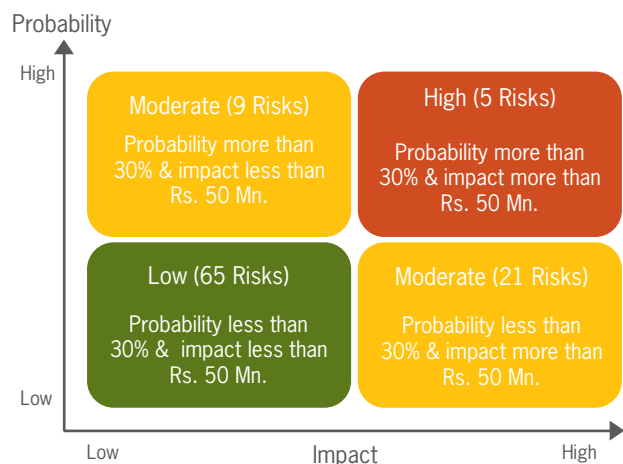 Probability
High
Moderate (9 Risks)
Probability more than
30% & impact less than
Rs. 50 Mn.
High (5 Risks)
Probability more than
30% & impact more than
Rs. 50 Mn.
Low (65 Risks)
Probability less than
30% & impact less than
Rs. 50 Mn.
Moderate (21 Risks)
Probability less than
30% & impact more than
Rs. 50 Mn.
Low
Low
Impact
High